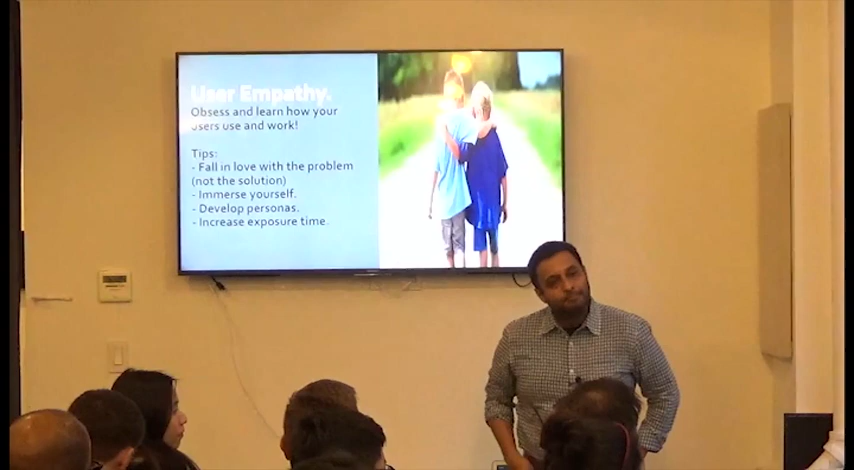 User Empathy.
Obsess and learn how your
users use and work!
Tips:
- Fall in love with the problem
(not the solution)
- Immerse yourself.
- Develop personas.
- Increase exposure time.